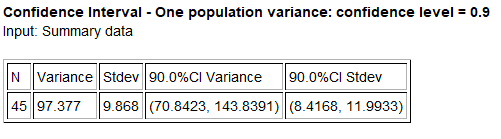 Confidence Interval - One population variance: confidence level = 0.9
Input: Summary data
N Variance Stdev 90.0%CI Variance 90.0%CI Stdev
45 97.377 9.868 (70.8423, 143.8391) (8.4168, 11.9933)